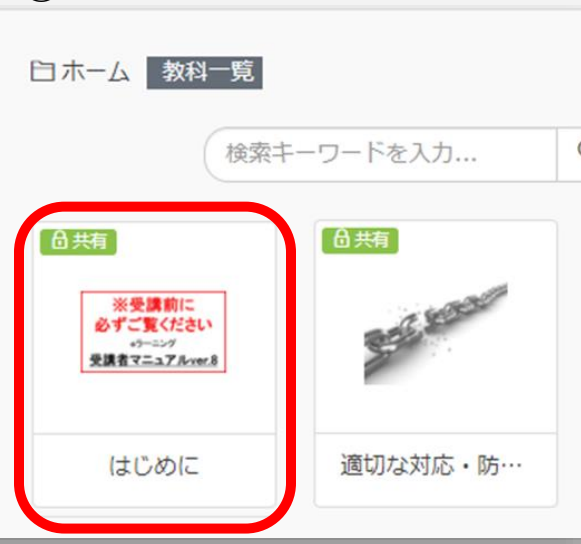 ホーム 教科一覧
検索キーワードを入力...
共有 共有
※受講前に
必ずご覧ください
eラーニング
受講者マニュアルver.8
はじめに 適切な対応・防…